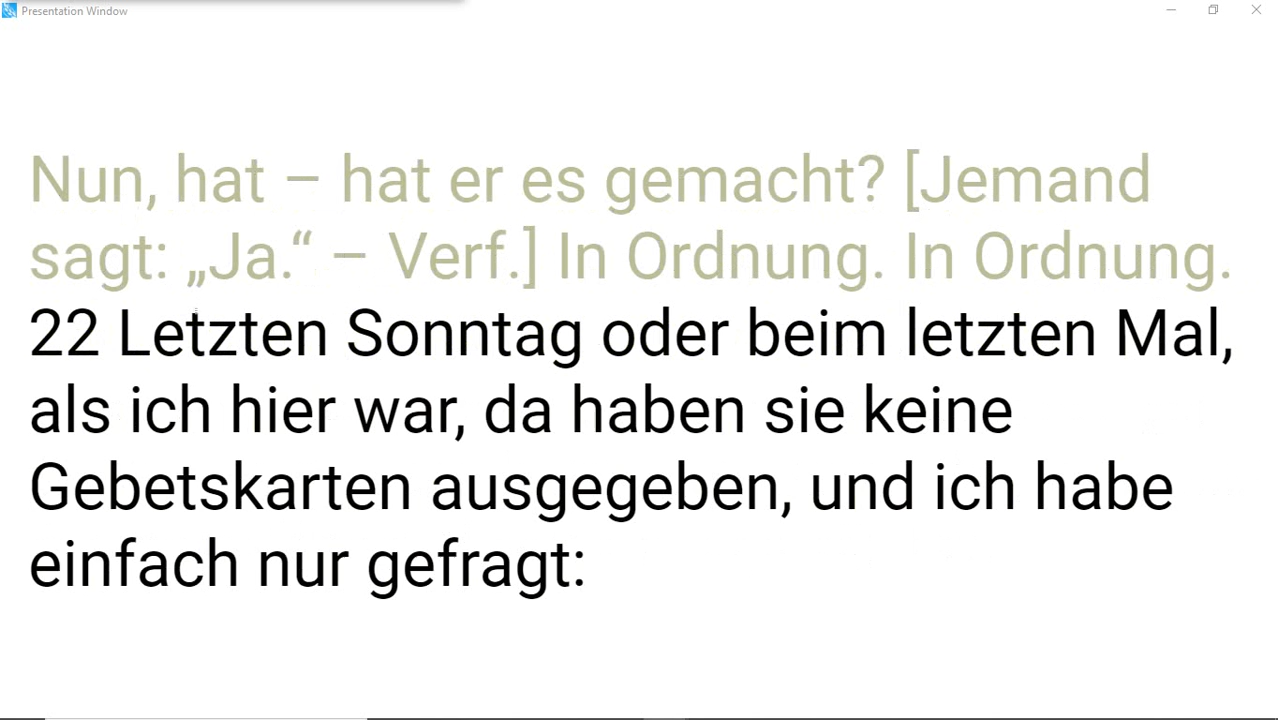 Presentation Window
Nun, hat – hat er es gemacht? [Jemand
sagt: „Ja.“ – Verf.] In Ordnung. In Ordnung.
22 Letzten Sonntag oder beim letzten Mal,
als ich hier war, da haben sie keine
Gebetskarten ausgegeben, und ich habe
einfach nur gefragt: